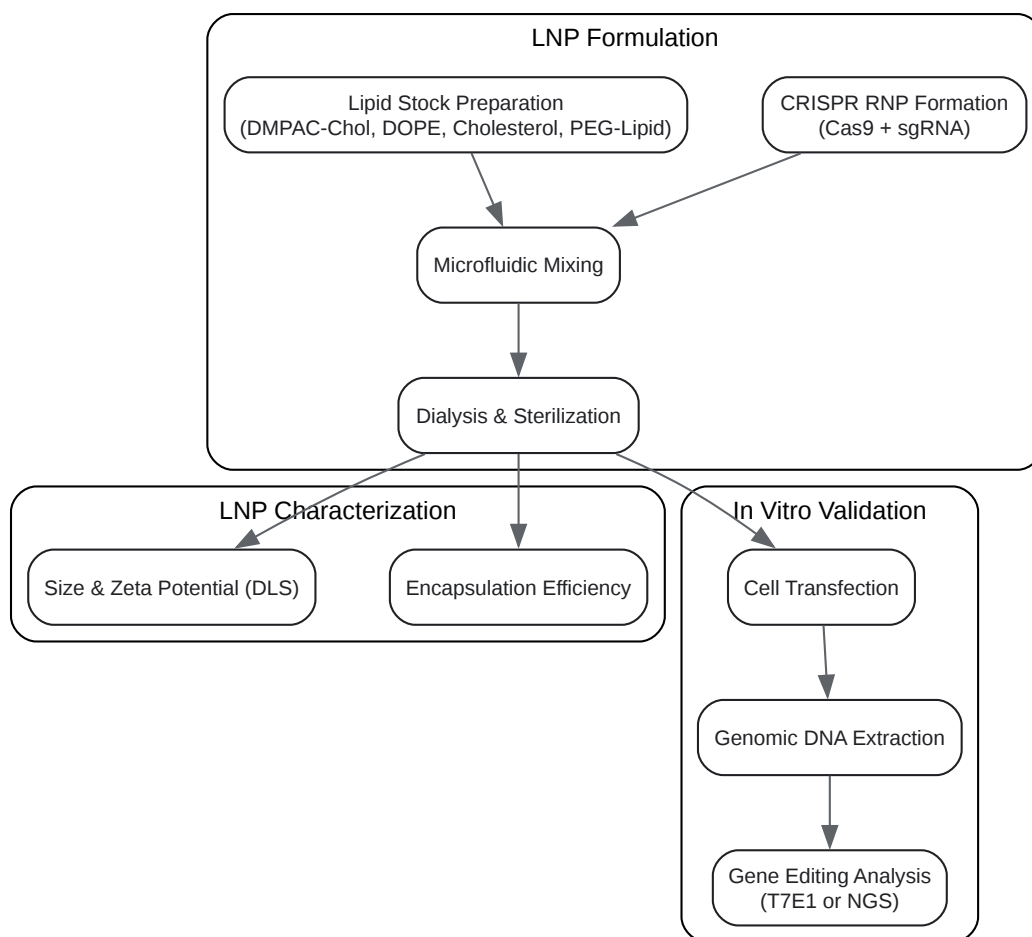 LNP Formulation
Lipid Stock Preparation
(DMPAC-Chol, DOPE, Cholesterol, PEG-Lipid)
CRISPR RNP Formation
(Cas9 + sgRNA)
Microfluidic Mixing
Dialysis & Sterilization
LNP Characterization
Size & Zeta Potential (DLS)
Encapsulation Efficiency
In Vitro Validation
Cell Transfection
Genomic DNA Extraction
Gene Editing Analysis
(T7E1 or NGS)